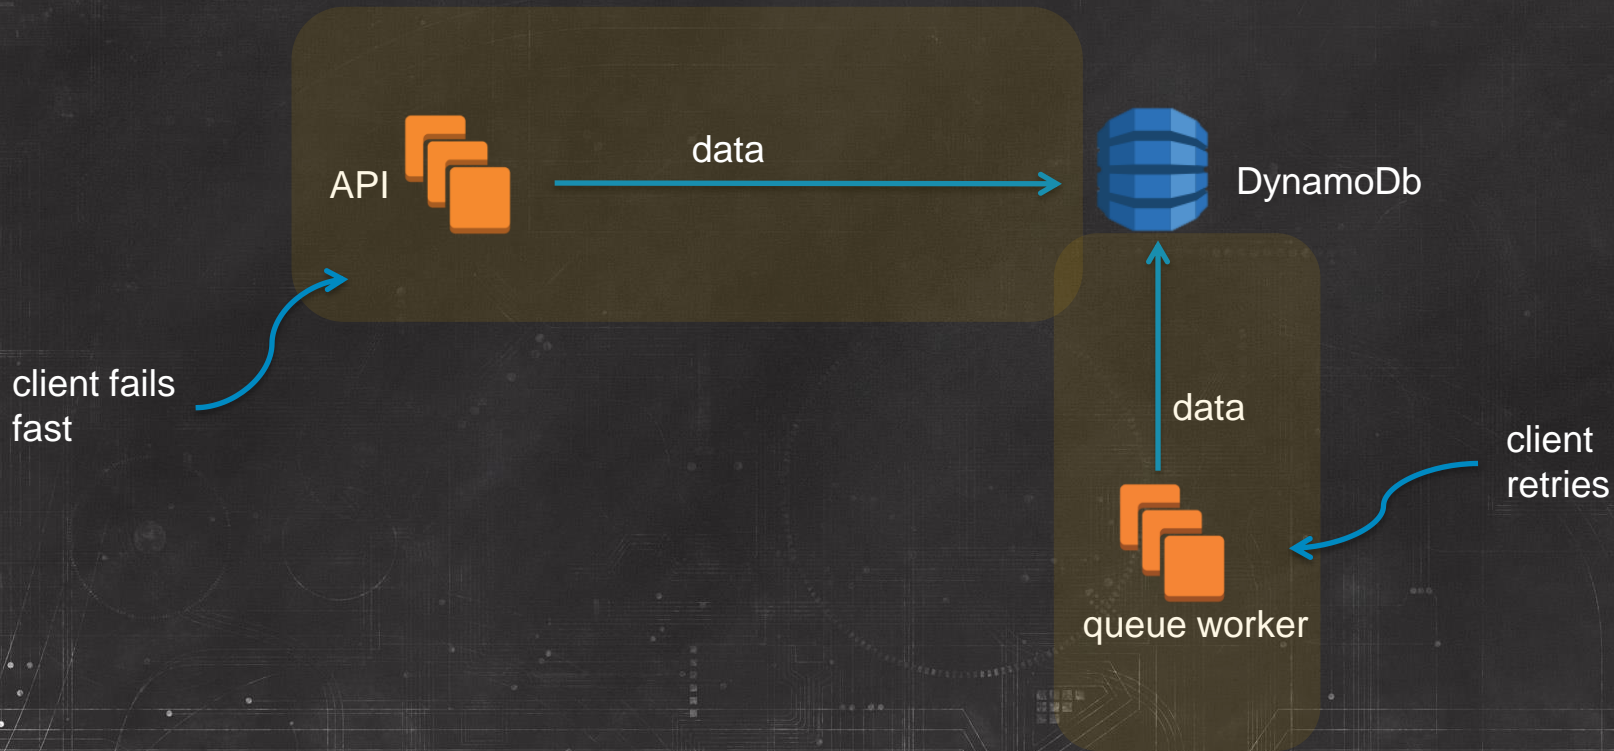 data
API
DynamoDb
client fails
fast
data
client
retries
queue worker